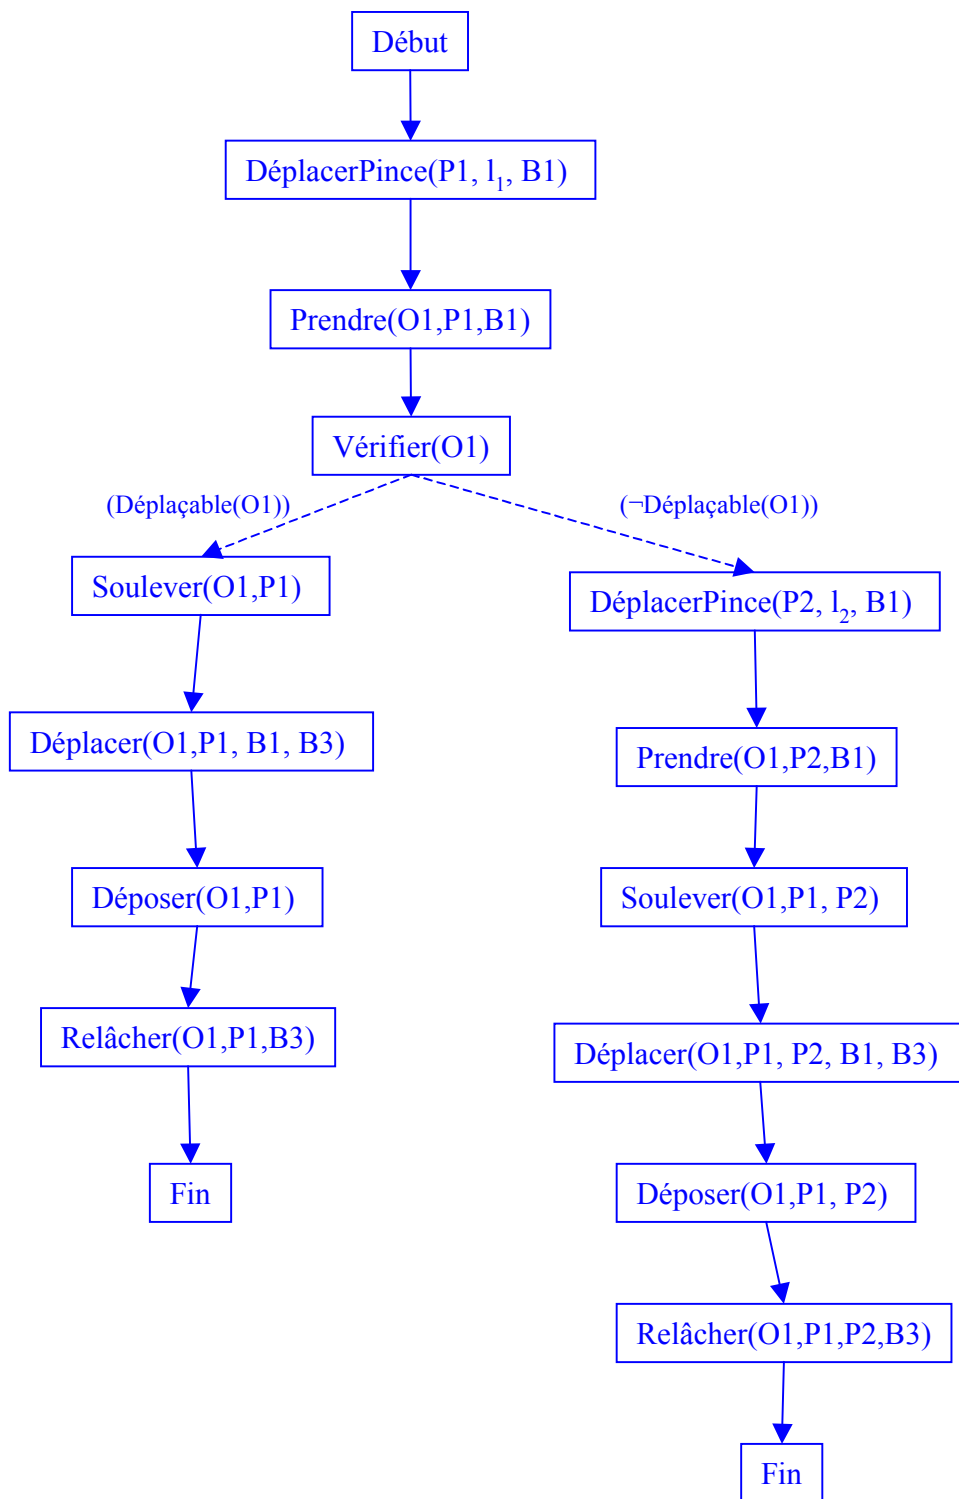 Début
DéplacerPince(P1, l₁, B1)
Prendre(O1,P1,B1)
Vérifier(O1)
(Déplaçable(O1))
(¬Déplaçable(O1))
Soulever(O1,P1)
DéplacerPince(P2, l₂, B1)
Déplacer(O1,P1, B1, B3)
Prendre(O1,P2,B1)
Déposer(O1,P1)
Soulever(O1,P1, P2)
Relâcher(O1,P1,B3)
Déplacer(O1,P1, P2, B1, B3)
Fin
Déposer(O1,P1, P2)
Relâcher(O1,P1,P2,B3)
Fin